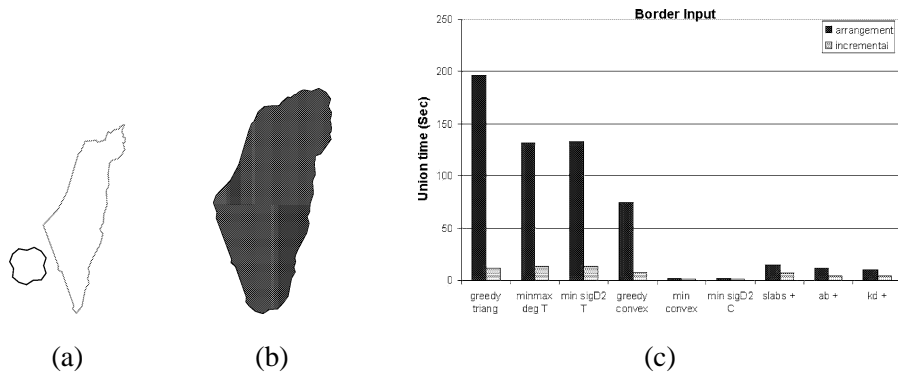 Border Input
arrangement
incremental
Union time (Sec)
250
200
150
100
50
0
greedy triang
minmax deg T
min sigD2 T
greedy convex
min convex
min sigD2 C
slabs +
ab +
kd +
(a)
(b)
(c)